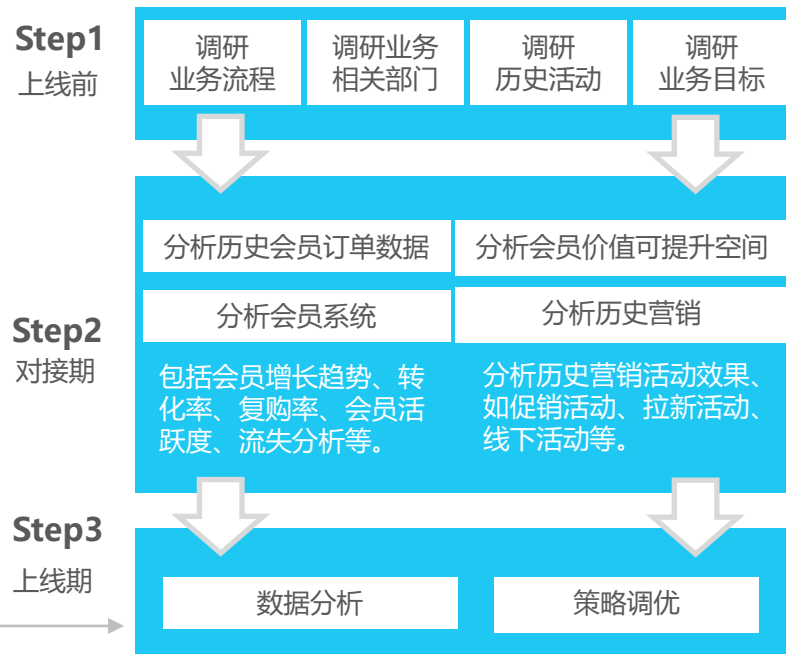 Step1
上线前
调研
业务流程
调研业务
相关部门
调研
历史活动
调研
业务目标
Step2
对接期
分析历史会员订单数据
分析会员价值可提升空间
分析会员系统
分析历史营销
包括会员增长趋势、转
化率、复购率、会员活
跃度、流失分析等。
分析历史营销活动效果、
如促销活动、拉新活动、
线下活动等。
Step3
上线期
数据分析
策略调优